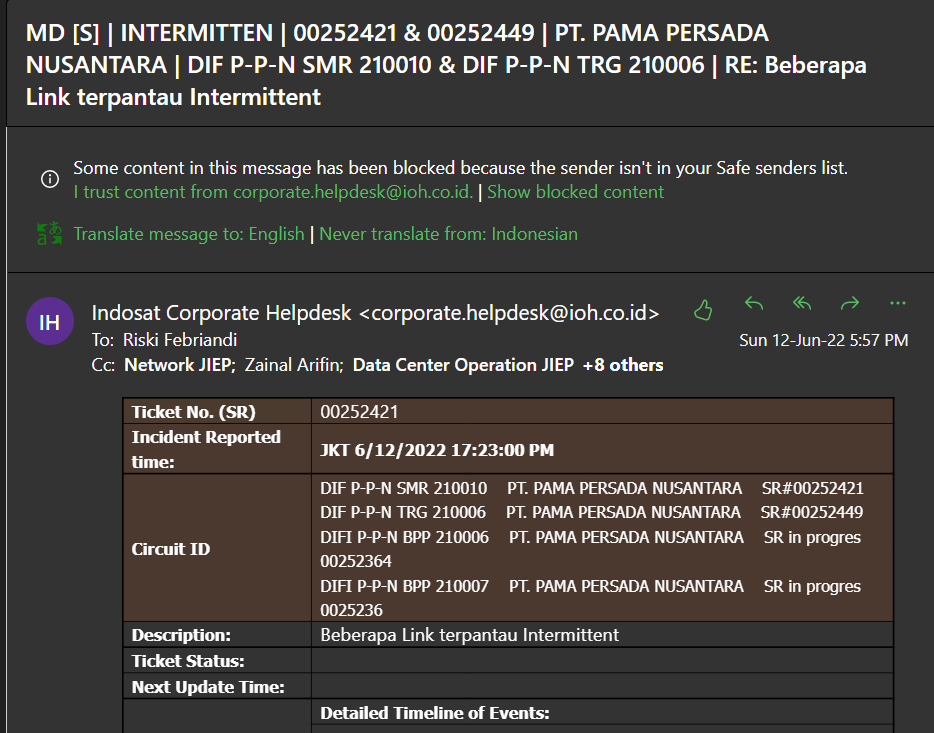 MD [S] | INTERMITTEN | 00252421 & 00252449 | PT. PAMA PERSADA
NUSANTARA | DIF P-P-N SMR 210010 & DIF P-P-N TRG 210006 | RE: Beberapa
Link terpantau Intermittent
Some content in this message has been blocked because the sender isn't in your Safe senders list.
I trust content from corporate.helpdesk@ioh.co.id. | Show blocked content
Translate message to: English | Never translate from: Indonesian
IH
Indosat Corporate Helpdesk <corporate.helpdesk@ioh.co.id>
To: Riski Febriandi
Sun 12-Jun-22 5:57 PM
Cc: Network JIEP; Zainal Arifin; Data Center Operation JIEP +8 others
Ticket No. (SR) 00252421
Incident Reported
time:
JKT 6/12/2022 17:23:00 PM
Circuit ID
DIF P-P-N SMR 210010 PT. PAMA PERSADA NUSANTARA SR#00252421
DIF P-P-N TRG 210006 PT. PAMA PERSADA NUSANTARA SR#00252449
DIFI P-P-N BPP 210006 PT. PAMA PERSADA NUSANTARA SR in progres
00252364
DIFI P-P-N BPP 210007 PT. PAMA PERSADA NUSANTARA SR in progres
0025236
Description: Beberapa Link terpantau Intermittent
Ticket Status:
Next Update Time:
Detailed Timeline of Events: